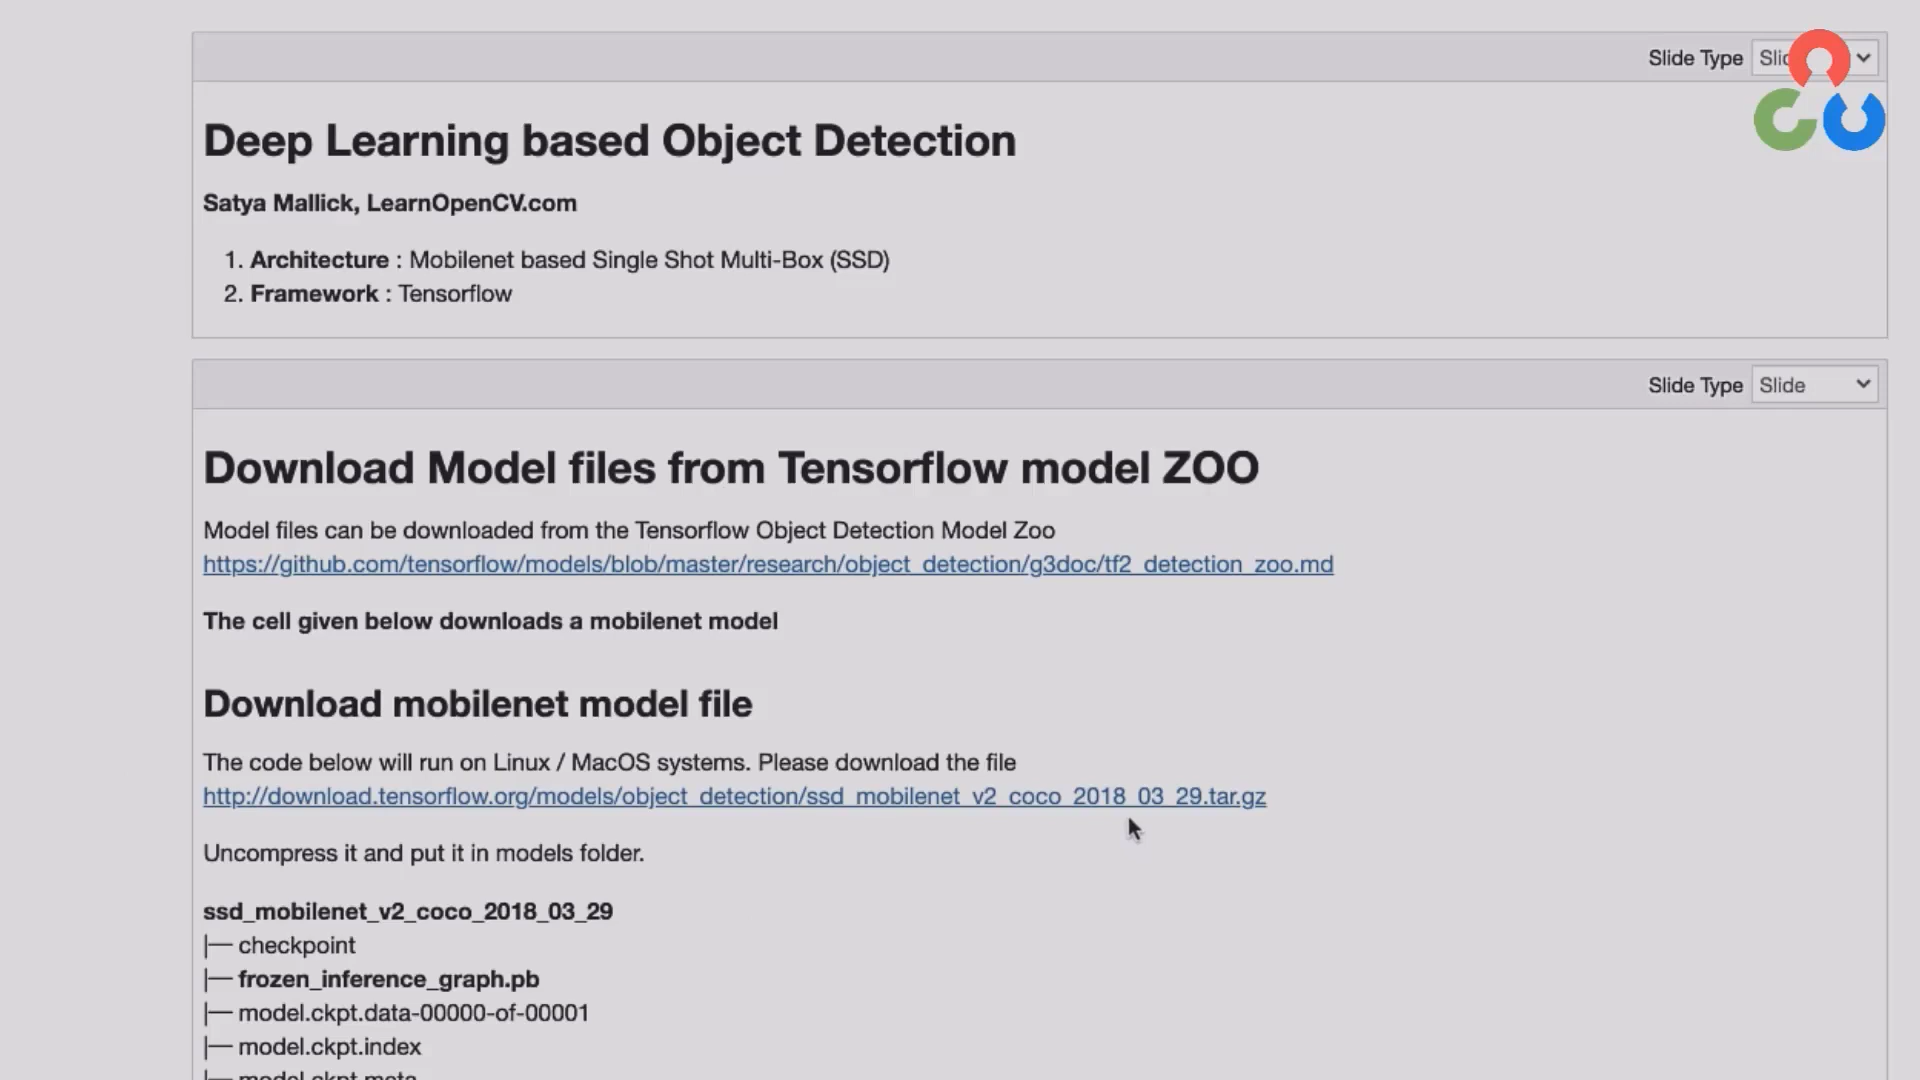 Slide Type
Deep Learning based Object Detection
Satya Mallick, LearnOpenCV.com
1. Architecture : Mobilenet based Single Shot Multi-Box (SSD)
2. Framework : Tensorflow
Slide Type Slide
Download Model files from Tensorflow model ZOO
Model files can be downloaded from the Tensorflow Object Detection Model Zoo
https://github.com/tensorflow/models/blob/master/research/object_detection/g3doc/tf2_detection_zoo.md
The cell given below downloads a mobilenet model
Download mobilenet model file
The code below will run on Linux / MacOS systems. Please download the file
http://download.tensorflow.org/models/object_detection/ssd_mobilenet_v2_coco_2018_03_29.tar.gz
Uncompress it and put it in models folder.
ssd_mobilenet_v2_coco_2018_03_29
|— checkpoint
|— frozen_inference_graph.pb
|— model.ckpt.data-00000-of-00001
|— model.ckpt.index
|— model.ckpt.meta